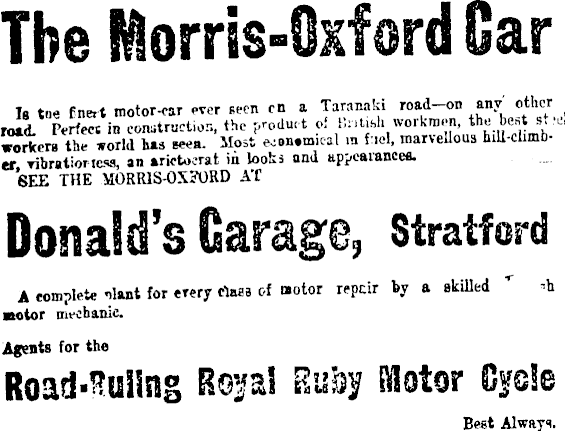 The Morris-Oxford Car
Is the finest motor-car ever seen on a Taranaki road—on any other
road. Perfect in construction, the product of British workmen, the best steel
workers the world has seen. Most economical in fuel, marvellous hill-climb-
er, vibrationless, an aristocrat in looks and appearances.
SEE THE MORRIS-OXFORD AT
Donald's Garage, Stratford
A complete plant for every class of motor repair by a skilled
motor mechanic.
Agents for the
Road-Ruling Royal Ruby Motor Cycle
Best Always.